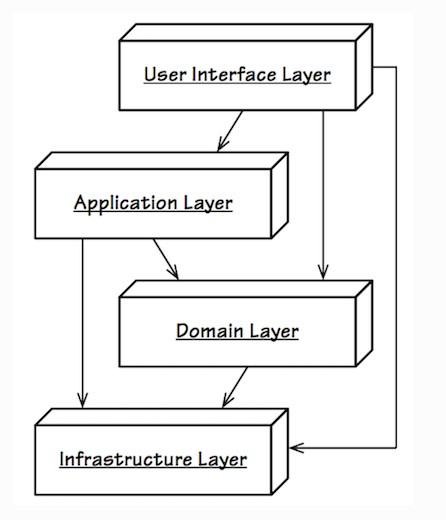 User Interface Layer
Application Layer
Domain Layer
Infrastructure Layer